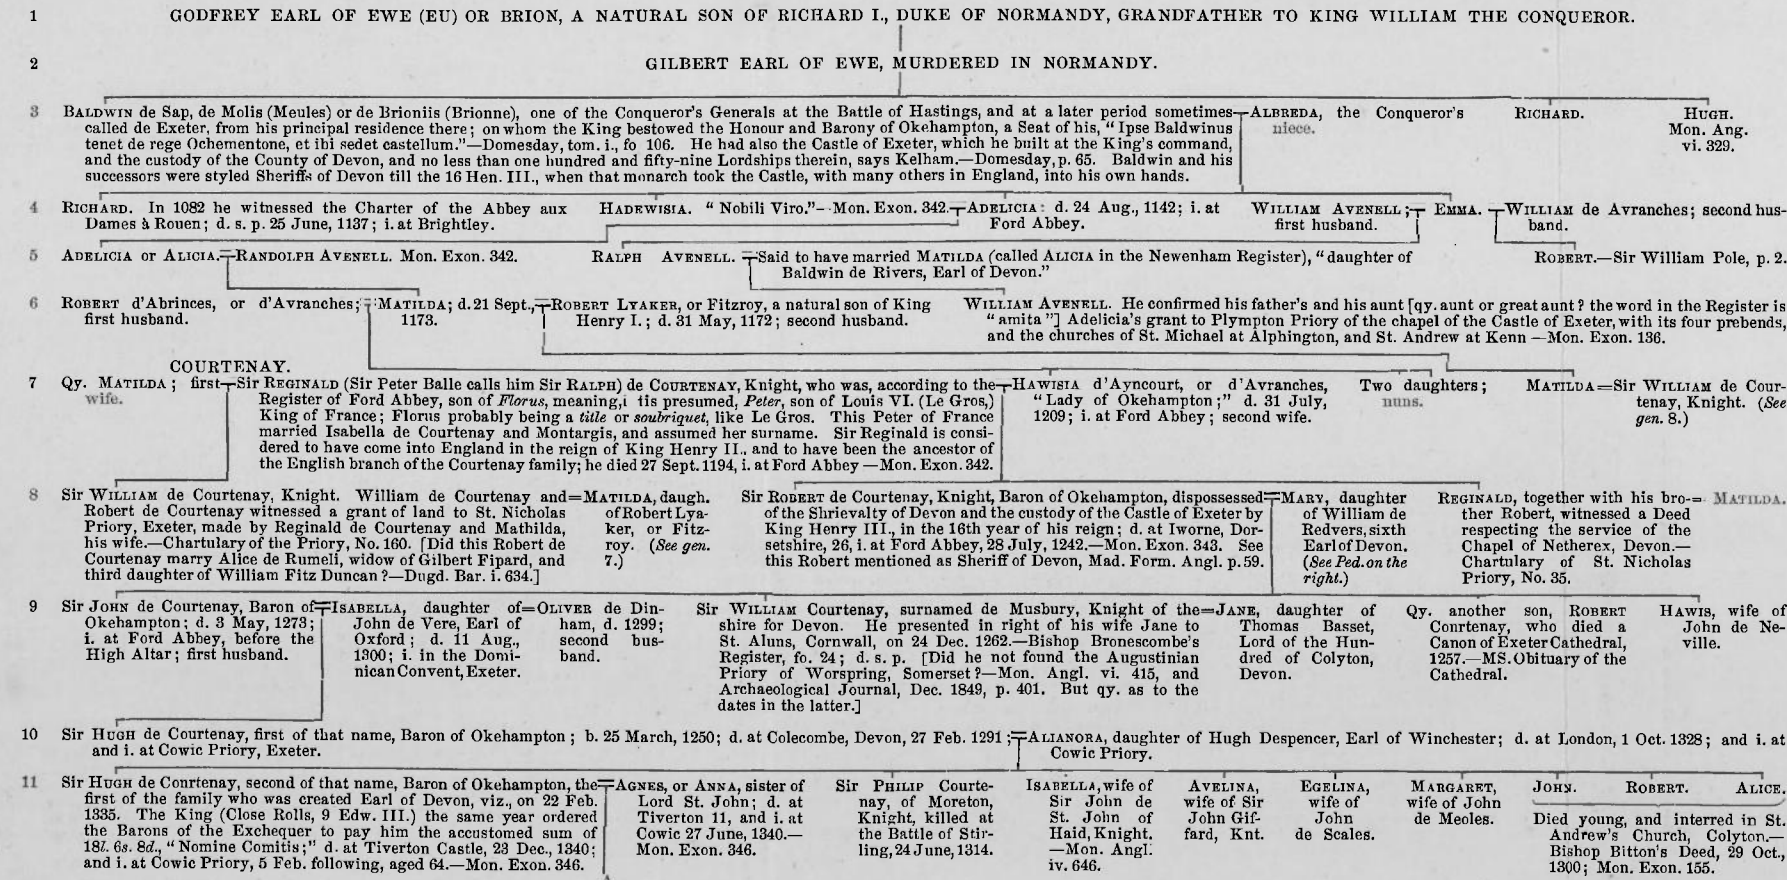 1 GODFREY EARL OF EWE (EU) OR BRION, A NATURAL SON OF RICHARD I., DUKE OF NORMANDY, GRANDFATHER TO KING WILLIAM THE CONQUEROR.
2 GILBERT EARL OF EWE, MURDERED IN NORMANDY.
3 BALDWIN de Sap, de Molis (Meules) or de Brioniis (Brionne), one of the Conqueror's Generals at the Battle of Hastings, and at a later period sometimes
called de Exeter, from his principal residence there; on whom the King bestowed the Honour and Barony of Okehampton, a Seat of his, "Ipse Baldwinus
tenet de rege Ochementone, et ibi sedet castellum."—Domesday, tom. i., fo 106. He had also the Castle of Exeter, which he built at the King's command,
and the custody of the County of Devon, and no less than one hundred and fifty-nine Lordships therein, says Kelham.—Domesday, p. 65. Baldwin and his
successors were styled Sheriffs of Devon till the 16 Hen. III., when that monarch took the Castle, with many others in England, into his own hands.
ALBREDA, the Conqueror's
niece.
RICHARD.
HUGH.
Mon. Ang.
vi. 329.
4 RICHARD. In 1082 he witnessed the Charter of the Abbey aux
Dames à Rouen; d. s. p. 25 June, 1137; i. at Brightley.
HADEWISIA. "Nobili Viro."—Mon. Exon. 342.
ADELICIA: d. 24 Aug., 1142; i. at
Ford Abbey.
WILLIAM AVENELL;
first husband.
EMMA.
WILLIAM de Avranches; second hus-
band.
5 ADELICIA or ALICIA.
RANDOLPH AVENELL. Mon. Exon. 342.
RALPH AVENELL.
Said to have married MATILDA (called ALICIA in the Newenham Register), "daughter of
Baldwin de Rivers, Earl of Devon."
ROBERT.—Sir William Pole, p. 2.
6 ROBERT d'Abrinces, or d'Avranches;
first husband.
MATILDA; d. 21 Sept.,
1173.
ROBERT LYAKER, or Fitzroy, a natural son of King
Henry I.; d. 31 May, 1172; second husband.
WILLIAM AVENELL. He confirmed his father's and his aunt [qy. aunt or great aunt? the word in the Register is
"amita"] Adelicia's grant to Plympton Priory of the chapel of the Castle of Exeter, with its four prebends,
and the churches of St. Michael at Alphington, and St. Andrew at Kenn—Mon. Exon. 136.
COURTENAY.
7 Qy. MATILDA; first
wife.
Sir REGINALD (Sir Peter Balle calls him Sir RALPH) de COURTENAY, Knight, who was, according to the
Register of Ford Abbey, son of Florus, meaning, i tis presumed, Peter, son of Louis VI. (Le Gros,)
King of France; Florus probably being a title or soubriquet, like Le Gros. This Peter of France
married Isabella de Courtenay and Montargis, and assumed her surname. Sir Reginald is consi-
dered to have come into England in the reign of King Henry II., and to have been the ancestor of
the English branch of the Courtenay family; he died 27 Sept. 1194, i. at Ford Abbey—Mon. Exon. 342.
HAWISIA d'Ayncourt, or d'Avranches,
"Lady of Okehampton;" d. 31 July,
1209; i. at Ford Abbey; second wife.
Two daughters;
nuns.
MATILDA=Sir WILLIAM de Cour-
tenay, Knight. (See
gen. 8.)
8 Sir WILLIAM de Courtenay, Knight. William de Courtenay and
Robert de Courtenay witnessed a grant of land to St. Nicholas
Priory, Exeter, made by Reginald de Courtenay and Mathilda,
his wife.—Chartulary of the Priory, No. 160. [Did this Robert de
Courtenay marry Alice de Rumeli, widow of Gilbert Fipard, and
third daughter of William Fitz Duncan?—Dugd. Bar. i. 634.]
=MATILDA, daugh.
of Robert Lya-
ker, or Fitz-
roy. (See gen.
7.)
Sir ROBERT de Courtenay, Knight, Baron of Okehampton, dispossessed
of the Shrievalty of Devon and the custody of the Castle of Exeter by
King Henry III., in the 16th year of his reign; d. at Iworne, Dor-
setshire, 26, i. at Ford Abbey, 28 July, 1242.—Mon. Exon. 343. See
this Robert mentioned as Sheriff of Devon, Mad. Form. Angl. p. 59.
MARY, daughter
of William de
Redvers, sixth
Earl of Devon.
(See Ped. on the
right.)
REGINALD, together with his bro-
ther Robert, witnessed a Deed
respecting the service of the
Chapel of Netherex, Devon.—
Chartulary of St. Nicholas
Priory, No. 35.
= MATILDA.
9 Sir JOHN de Courtenay, Baron of
Okehampton; d. 3 May, 1273;
i. at Ford Abbey, before the
High Altar; first husband.
ISABELLA, daughter of
John de Vere, Earl of
Oxford; d. 11 Aug.,
1300; i. in the Domi-
nican Convent, Exeter.
=OLIVER de Din-
ham, d. 1299;
second hus-
band.
Sir WILLIAM Courtenay, surnamed de Musbury, Knight of the
shire for Devon. He presented in right of his wife Jane to
St. Aluns, Cornwall, on 24 Dec. 1262.—Bishop Bronescombe's
Register, fo. 24; d. s. p. [Did he not found the Augustinian
Priory of Worspring, Somerset?—Mon. Angl. vi. 415, and
Archaeological Journal, Dec. 1849, p. 401. But qy. as to the
dates in the latter.]
=JANE, daughter of
Thomas Basset,
Lord of the Hun-
dred of Colyton,
Devon.
Qy. another son, ROBERT
Courtenay, who died a
Canon of Exeter Cathedral,
1257.—MS. Obituary of the
Cathedral.
HAWIS, wife of
John de Ne-
ville.
10 Sir HUGH de Courtenay, first of that name, Baron of Okehampton; b. 25 March, 1250; d. at Colecombe, Devon, 27 Feb. 1291;
and i. at Cowic Priory, Exeter.
ALIANORA, daughter of Hugh Despencer, Earl of Winchester; d. at London, 1 Oct. 1328; and i. at
Cowic Priory.
11 Sir HUGH de Courtenay, second of that name, Baron of Okehampton, the
first of the family who was created Earl of Devon, viz., on 22 Feb.
1335. The King (Close Rolls, 9 Edw. III.) the same year ordered
the Barons of the Exchequer to pay him the accustomed sum of
18l. 6s. 8d., "Nomine Comitis;" d. at Tiverton Castle, 23 Dec., 1340;
and i. at Cowic Priory, 5 Feb. following, aged 64.—Mon. Exon. 346.
AGNES, or ANNA, sister of
Lord St. John; d. at
Tiverton 11, and i. at
Cowic 27 June, 1340.—
Mon. Exon. 346.
Sir PHILIP Courte-
nay, of Moreton,
Knight, killed at
the Battle of Stir-
ling, 24 June, 1314.
ISABELLA, wife of
Sir John de
St. John of
Haid, Knight.
—Mon. Angl.
iv. 646.
AVELINA,
wife of Sir
John Gif-
fard, Knt.
EGELINA,
wife of
John
de Scales.
MARGARET,
wife of John
de Meoles.
JOHN. ROBERT. ALICE.
Died young, and interred in St.
Andrew's Church, Colyton.—
Bishop Bitton's Deed, 29 Oct.,
1300; Mon. Exon. 155.